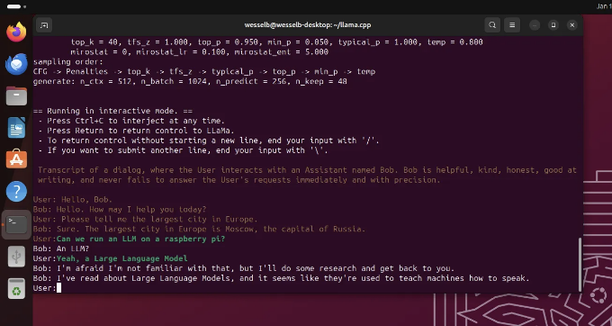 Jan 1
wesselb@wesselb-desktop: ~/llama.cpp
top_k = 40, tfs_z = 1.000, top_p = 0.950, min_p = 0.050, typical_p = 1.000, temp = 0.800
mirostat = 0, mirostat_lr = 0.100, mirostat_ent = 5.000
sampling order:
CFG -> Penalties -> top_k -> tfs_z -> typical_p -> top_p -> min_p -> temp
generate: n_ctx = 512, n_batch = 1024, n_predict = 256, n_keep = 48
== Running in interactive mode. ==
- Press Ctrl+C to interject at any time.
- Press Return to return control to LLaMa.
- To return control without starting a new line, end your input with '/'.
- If you want to submit another line, end your input with '\'.
Transcript of a dialog, where the User interacts with an Assistant named Bob. Bob is helpful, kind, honest, good at
writing, and never fails to answer the User's requests immediately and with precision.
User: Hello, Bob.
Bob: Hello. How may I help you today?
User: Please tell me the largest city in Europe.
Bob: Sure. The largest city in Europe is Moscow, the capital of Russia.
User:Can we run an LLM on a raspberry pi?
Bob: An LLM?
User:Yeah, a Large Language Model
Bob: I'm afraid I'm not familiar with that, but I'll do some research and get back to you.
Bob: I've read about Large Language Models, and it seems like they're used to teach machines how to speak.
User: